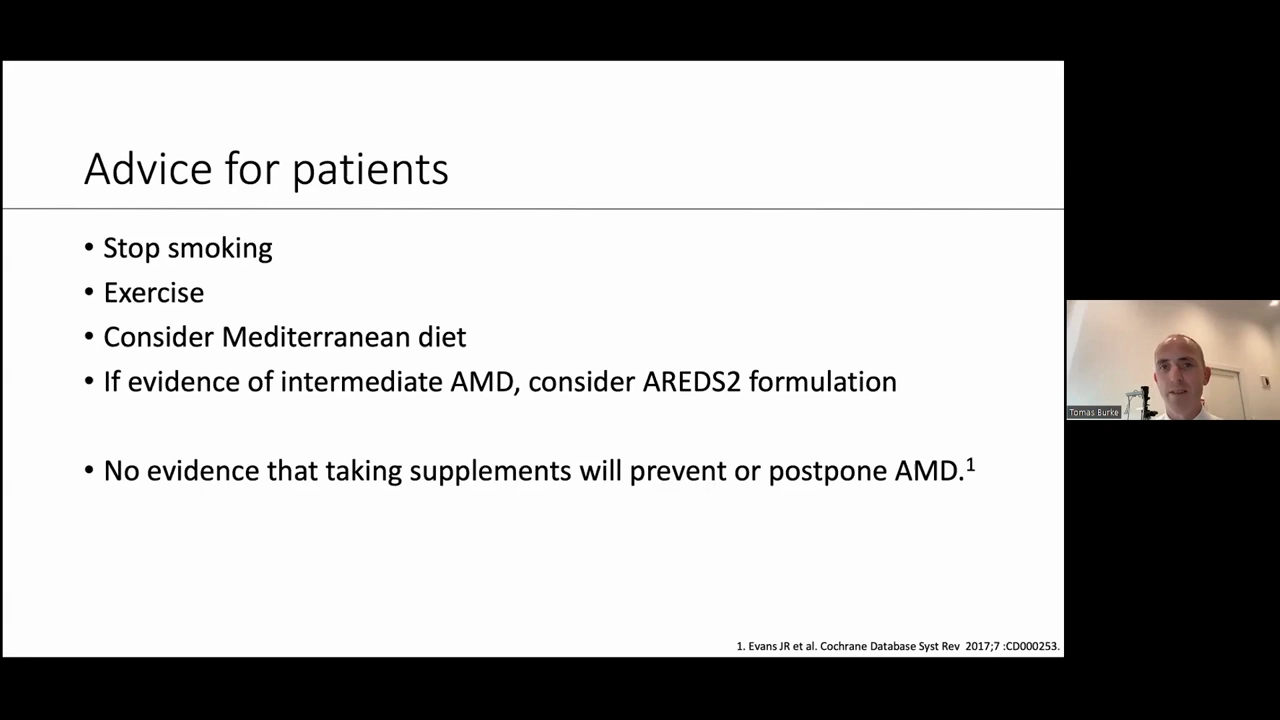 Advice for patients
• Stop smoking
• Exercise
• Consider Mediterranean diet
• If evidence of intermediate AMD, consider AREDS2 formulation
• No evidence that taking supplements will prevent or postpone AMD.¹
1. Evans JR et al. Cochrane Database Syst Rev 2017;7 :CD000253.
Tomas Burke